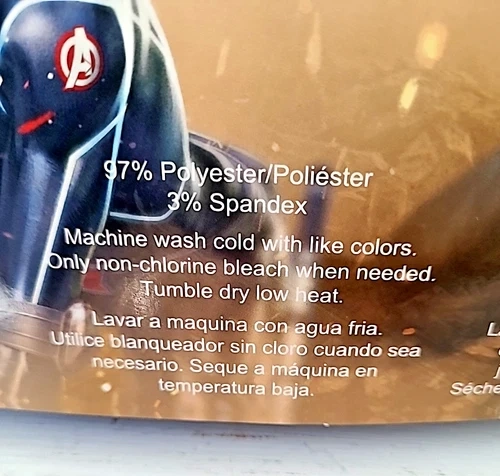 97% Polyester/Poliéster
3% Spandex
Machine wash cold with like colors.
Only non-chlorine bleach when needed.
Tumble dry low heat.
Lavar a maquina con agua fria.
Utilice blanqueador sin cloro cuando sea
necesario. Seque a máquina en
temperatura baja.